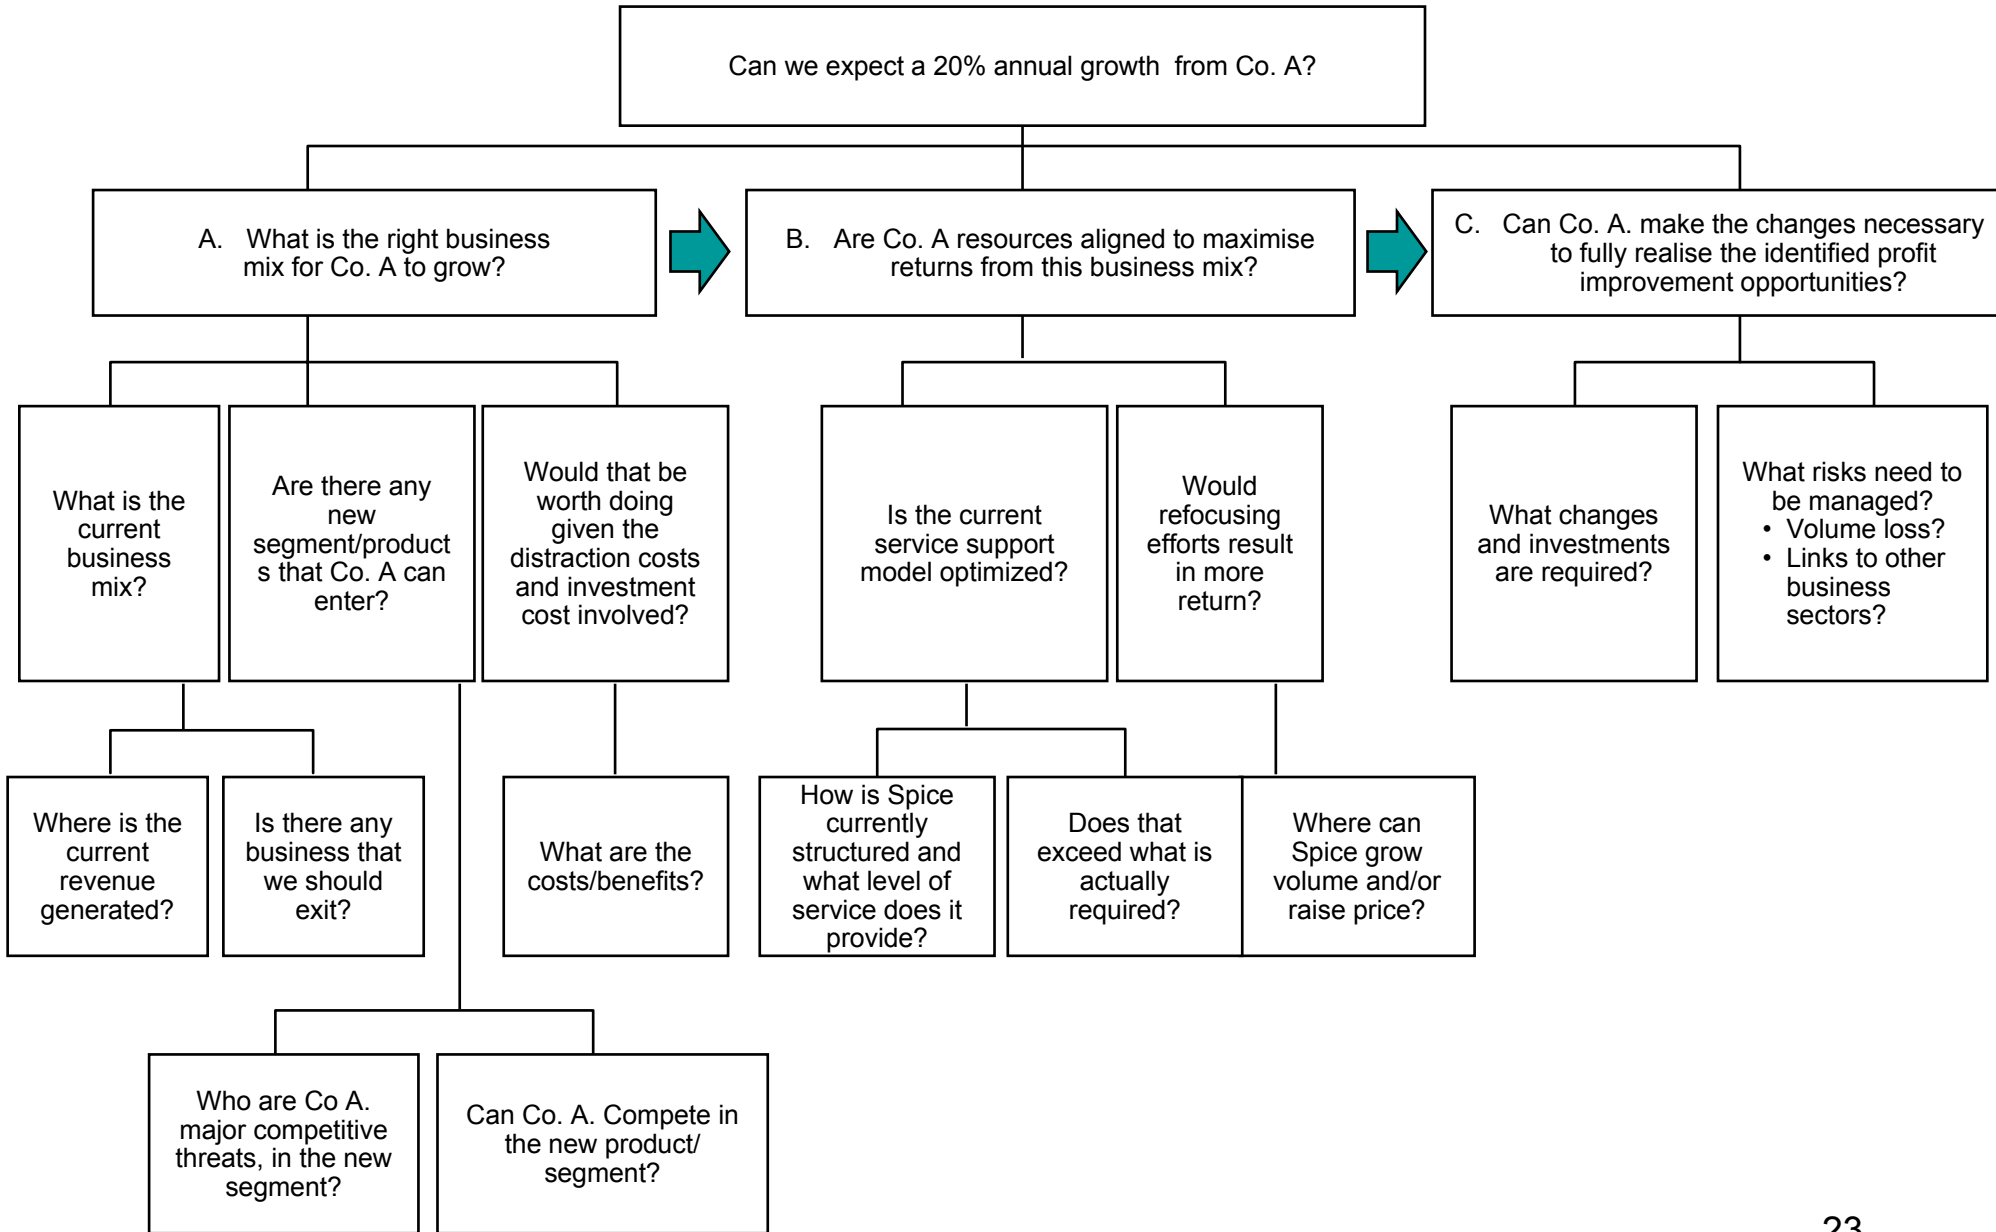 Can we expect a 20% annual growth  from Co. A?
A.   What is the right business
mix for Co. A to grow?
B.   Are Co. A resources aligned to maximise
returns from this business mix?
C.   Can Co. A. make the changes necessary
to fully realise the identified profit
improvement opportunities?
What is the
current
business
mix?
Are there any
new
segment/product
s that Co. A can
enter?
Would that be
worth doing
given the
distraction costs
and investment
cost involved?
Is the current
service support
model optimized?
Would
refocusing
efforts result
in more
return?
What changes
and investments
are required?
What risks need to
be managed?
• Volume loss?
• Links to other
business
sectors?
Where is the
current
revenue
generated?
Is there any
business that
we should
exit?
What are the
costs/benefits?
How is Spice
currently
structured and
what level of
service does it
provide?
Does that
exceed what is
actually
required?
Where can
Spice grow
volume and/or
raise price?
Who are Co A.
major competitive
threats, in the new
segment?
Can Co. A. Compete in
the new product/
segment?
23